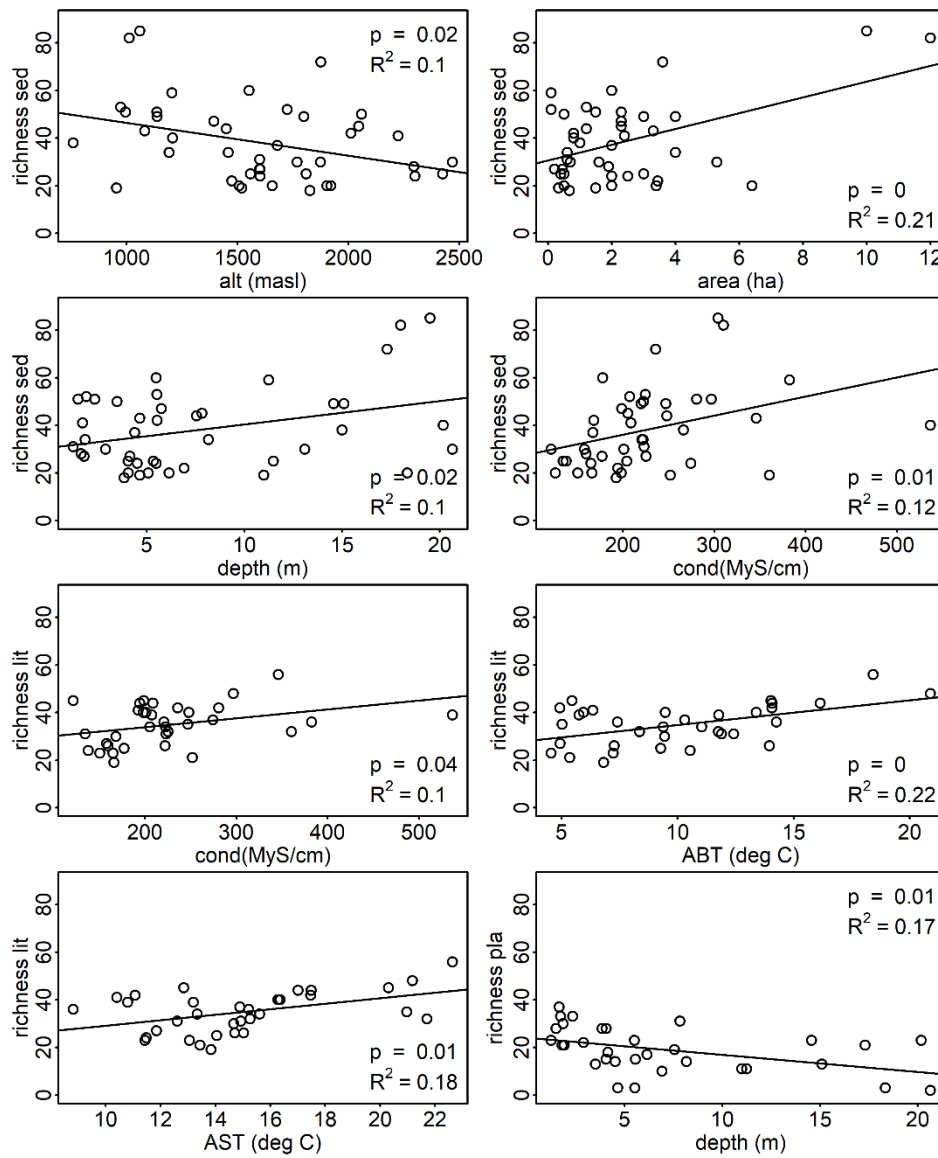 richness sed
0 20 40 60 80
p = 0.02
R² = 0.1
1000 1500 2000 2500
alt (masl)
richness sed
0 20 40 60 80
p = 0
R² = 0.21
0 2 4 6 8 10 12
area (ha)
richness sed
0 20 40 60 80
p = 0.02
R² = 0.1
5 10 15 20
depth (m)
richness sed
0 20 40 60 80
p = 0.01
R² = 0.12
200 300 400 500
cond(MyS/cm)
richness lit
0 20 40 60 80
p = 0.04
R² = 0.1
200 300 400 500
cond(MyS/cm)
richness lit
0 20 40 60 80
p = 0
R² = 0.22
5 10 15 20
ABT (deg C)
richness lit
0 20 40 60 80
p = 0.01
R² = 0.18
10 12 14 16 18 20 22
AST (deg C)
richness pla
0 20 40 60 80
p = 0.01
R² = 0.17
5 10 15 20
depth (m)